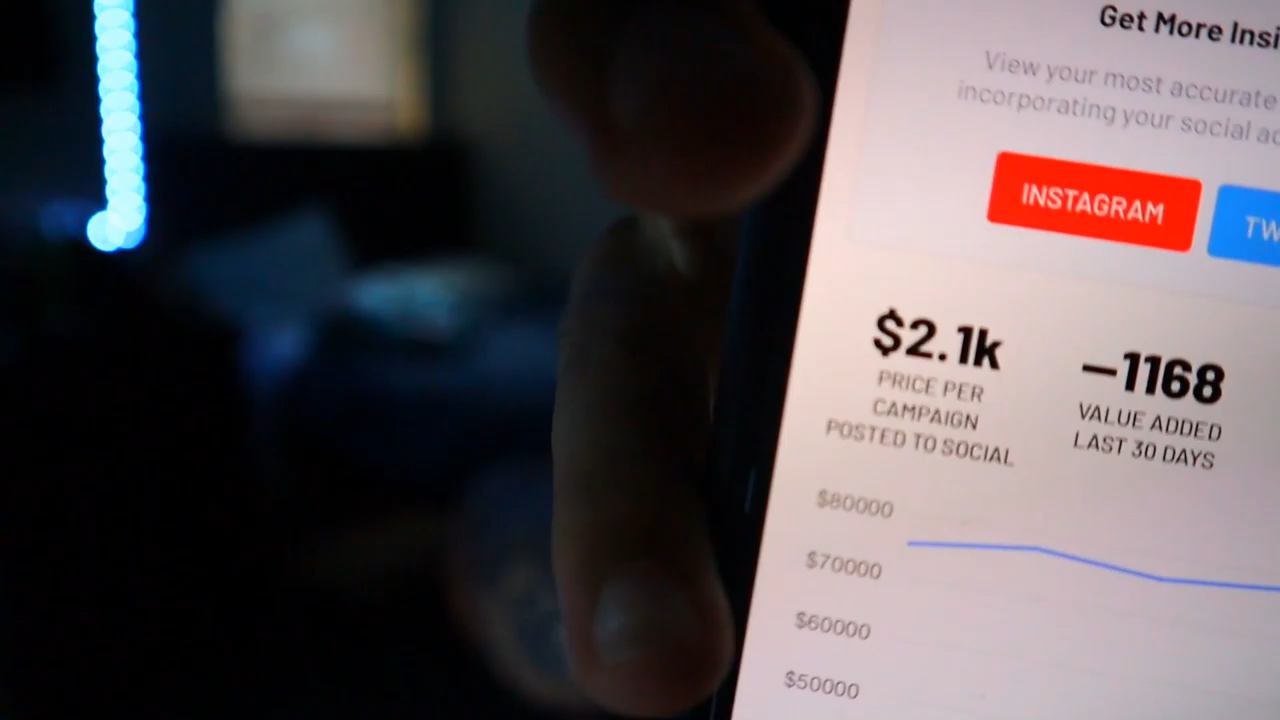 Get More Insi
View your most accurate
incorporating your social ac
INSTAGRAM
TW
$2.1k
PRICE PER
CAMPAIGN
POSTED TO SOCIAL
–1168
VALUE ADDED
LAST 30 DAYS
$80000
$70000
$60000
$50000